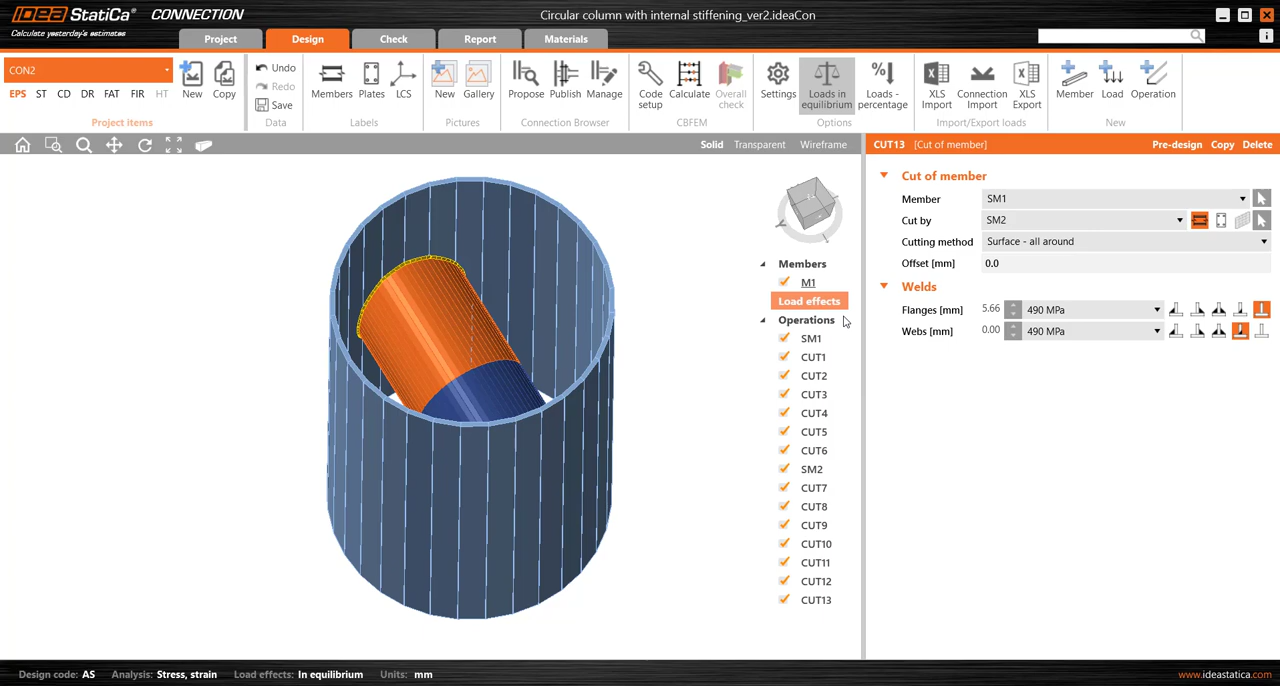 IDEA StatiCa® CONNECTION
Calculate yesterday's estimates
Circular column with internal stiffening_ver2.ideaCon
Project Design Check Report Materials
CON2
EPS ST CD DR FAT FIR HT
New Copy
Project items
Undo
Redo
Save
Data
Members Plates LCS
Labels
New Gallery
Pictures
Propose Publish Manage
Connection Browser
Code setup Calculate Overall check
CBFEM
Settings Loads in equilibrium Loads - percentage
Options
XLS Import Connection Import XLS Export
Import/Export loads
Member Load Operation
New
Solid Transparent Wireframe
CUT13 [Cut of member] Pre-design Copy Delete
Members
M1
Load effects
Operations
SM1
CUT1
CUT2
CUT3
CUT4
CUT5
CUT6
SM2
CUT7
CUT8
CUT9
CUT10
CUT11
CUT12
CUT13
Cut of member
Member SM1
Cut by SM2
Cutting method Surface - all around
Offset [mm] 0.0
Welds
Flanges [mm] 5.66 490 MPa
Webs [mm] 0.00 490 MPa
Design code: AS Analysis: Stress, strain Load effects: In equilibrium Units: mm
www.ideastatica.com